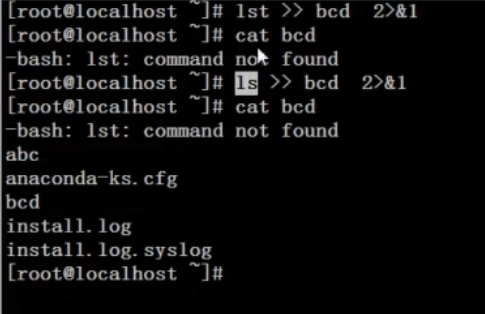 [root@localhost ~]# lst >> bcd  2>&1
[root@localhost ~]# cat bcd
-bash: lst: command not found
[root@localhost ~]# ls >> bcd  2>&1
[root@localhost ~]# cat bcd
-bash: lst: command not found
abc
anaconda-ks.cfg
bcd
install.log
install.log.syslog
[root@localhost ~]#